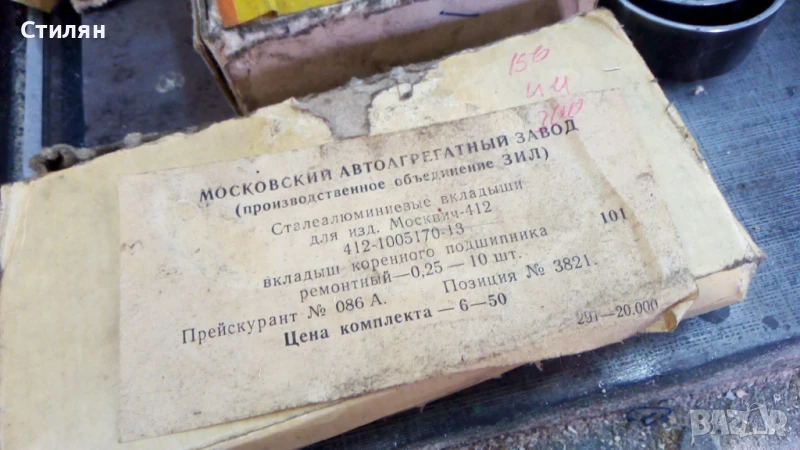 Стилян
150
МОСКОВСКИЙ АВТОАГРЕГАТНЫЙ ЗАВОД
(производственное объединение ЗИЛ)
Сталеалюминиевые вкладыши
для изд. Москвич-412
412-1005170-13 101
вкладыш коренного подшипника
ремонтный—0,25—10 шт.
Прейскурант № 086 А. Позиция № 3821.
Цена комплекта — 6—50
297—20.000
BAZAR